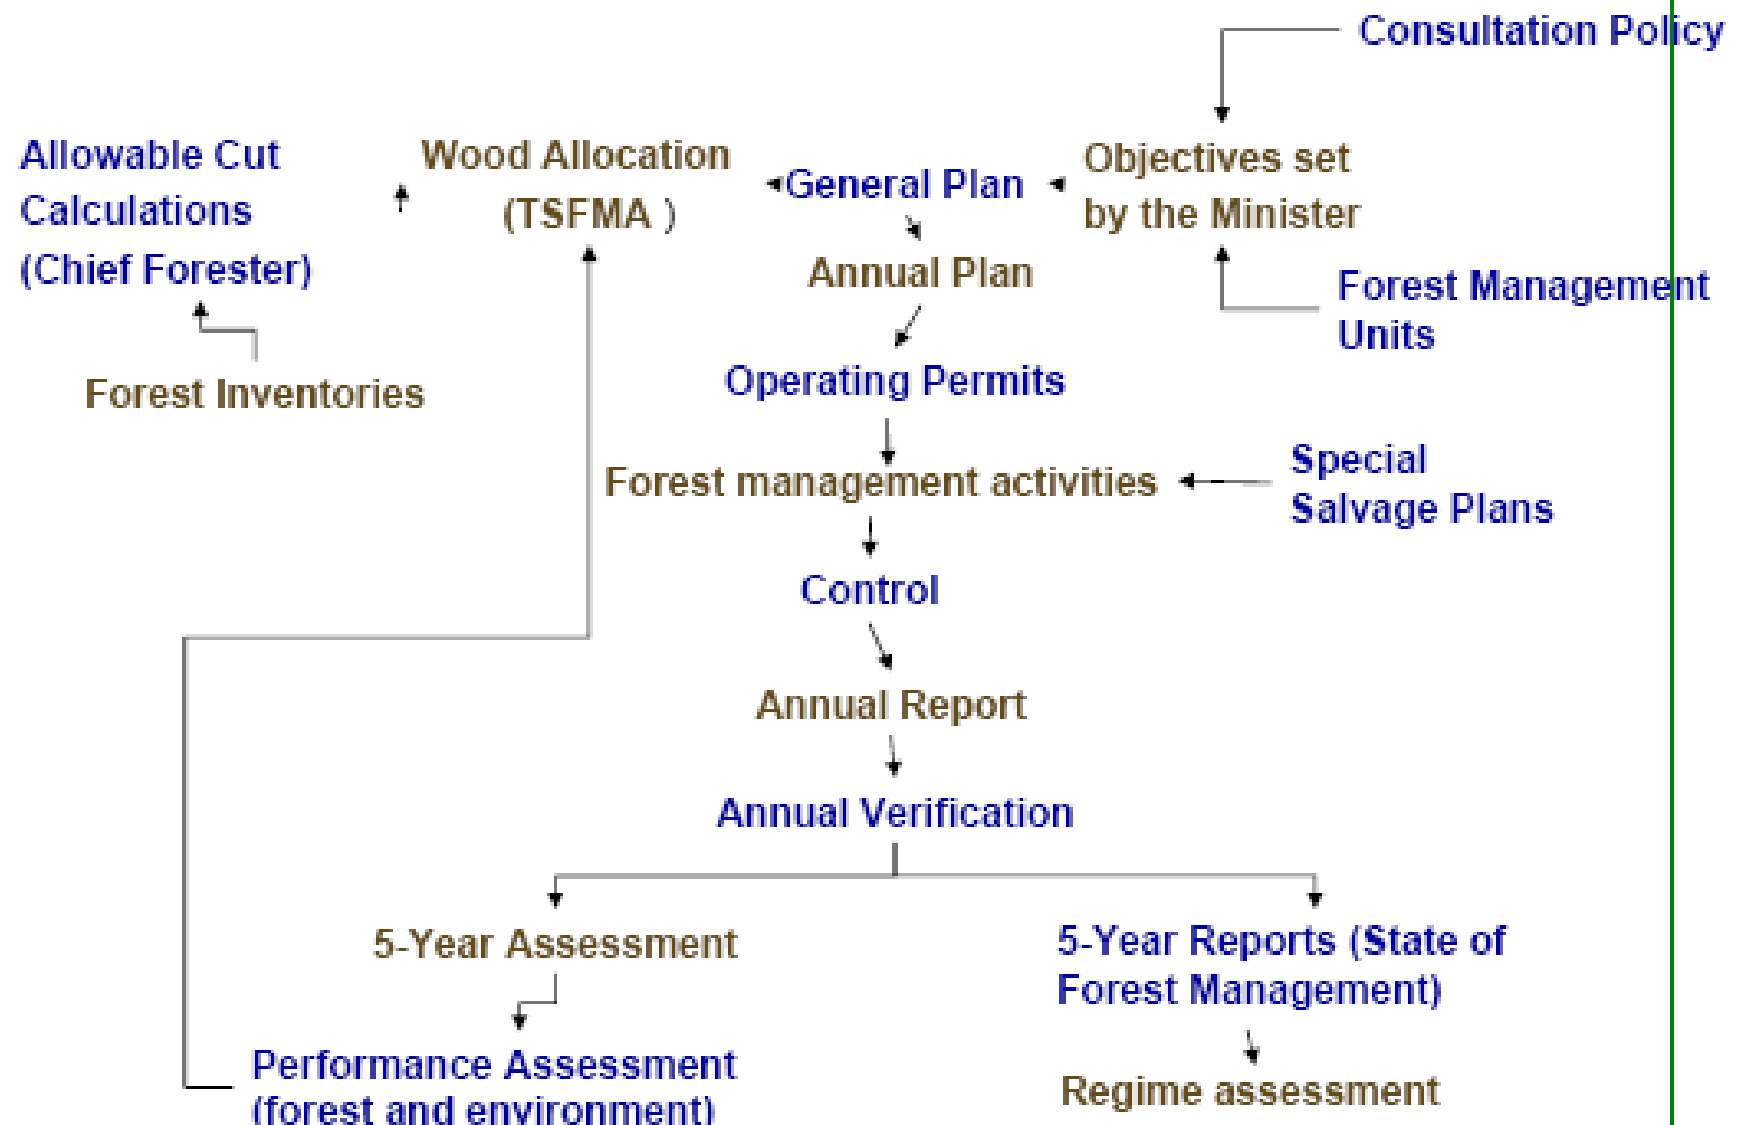 Consultation Policy
Allowable Cut
Calculations
(Chief Forester)
Wood Allocation
(TSFMA )
General Plan
Objectives set
by the Minister
Annual Plan
Forest Management
Units
Forest Inventories
Operating Permits
Forest management activities
Special
Salvage Plans
Control
Annual Report
Annual Verification
5-Year Assessment
5-Year Reports (State of
Forest Management)
Performance Assessment
(forest and environment)
Regime assessment